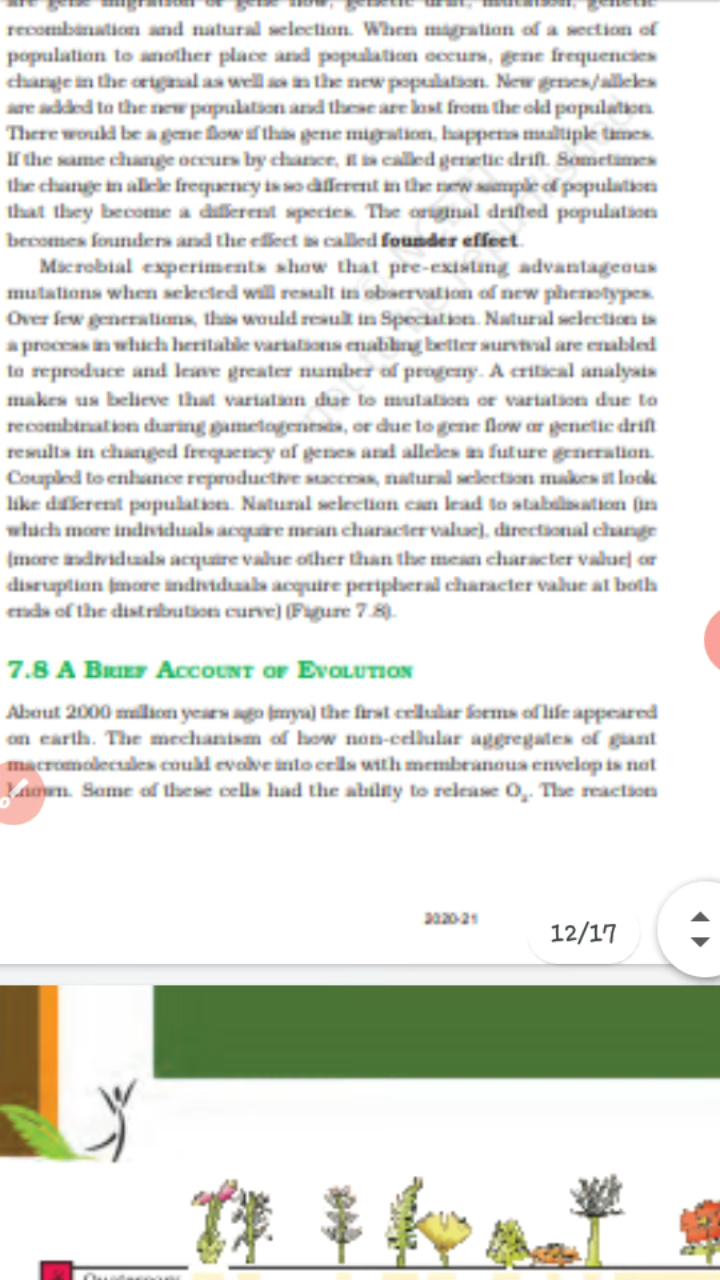 are gene migration or gene flow, genetic drift, mutation, genetic
recombination and natural selection. When migration of a section of
population to another place and population occurs, gene frequencies
change in the original as well as in the new population. New genes/alleles
are added to the new population and these are lost from the old population.
There would be a gene flow if this gene migration, happens multiple times.
If the same change occurs by chance, it is called genetic drift. Sometimes
the change in allele frequency is so different in the new sample of population
that they become a different species. The original drifted population
becomes founders and the effect is called founder effect.
Microbial experiments show that pre-existing advantageous
mutations when selected will result in observation of new phenotypes.
Over few generations, this would result in Speciation. Natural selection is
a process in which heritable variations enabling better survival are enabled
to reproduce and leave greater number of progeny. A critical analysis
makes us believe that variation due to mutation or variation due to
recombination during gametogenesis, or due to gene flow or genetic drift
results in changed frequency of genes and alleles in future generation.
Coupled to enhance reproductive success, natural selection makes it look
like different population. Natural selection can lead to stabilisation (in
which more individuals acquire mean character value), directional change
(more individuals acquire value other than the mean character value) or
disruption (more individuals acquire peripheral character value at both
ends of the distribution curve) (Figure 7.8).
7.8 A BRIEF ACCOUNT OF EVOLUTION
About 2000 million years ago (mya) the first cellular forms of life appeared
on earth. The mechanism of how non-cellular aggregates of giant
macromolecules could evolve into cells with membranous envelop is not
known. Some of these cells had the ability to release O₂. The reaction
2020-21
12/17
Quaternary